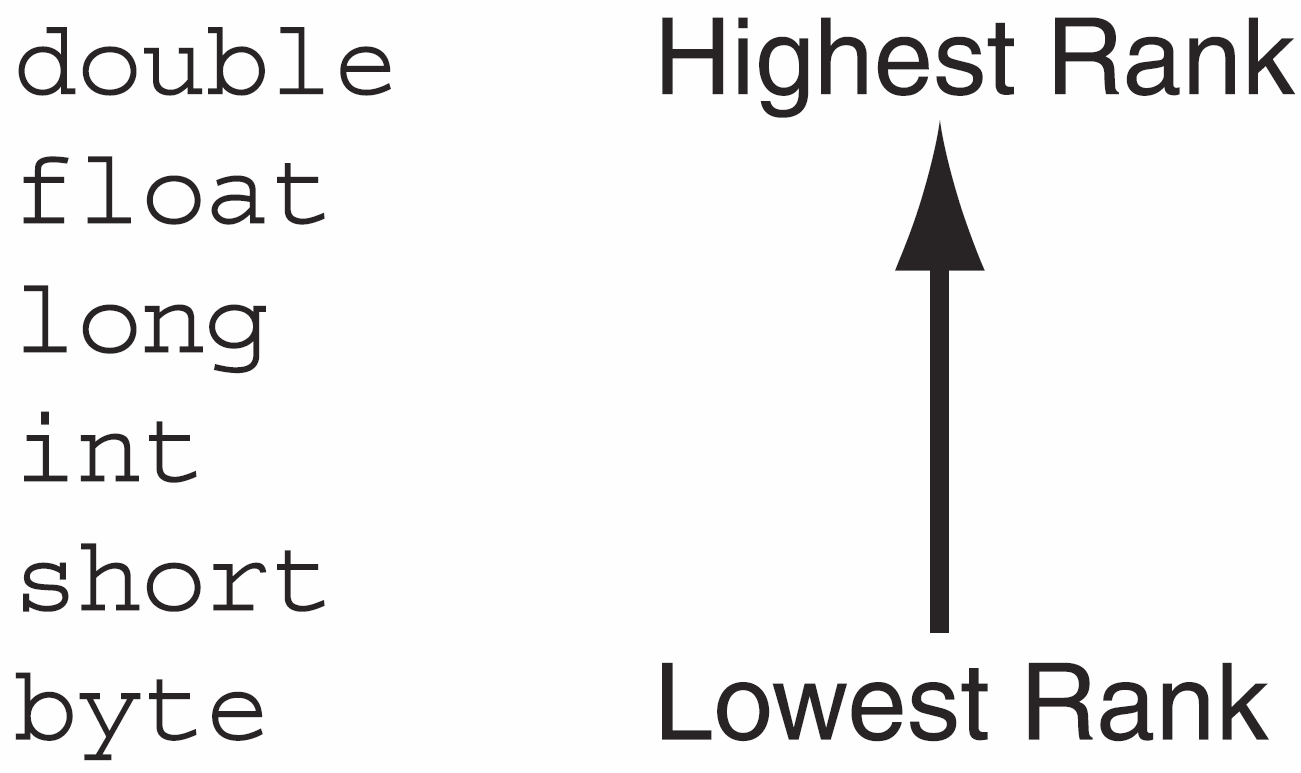 double Highest Rank
float
long
int
short
byte Lowest Rank